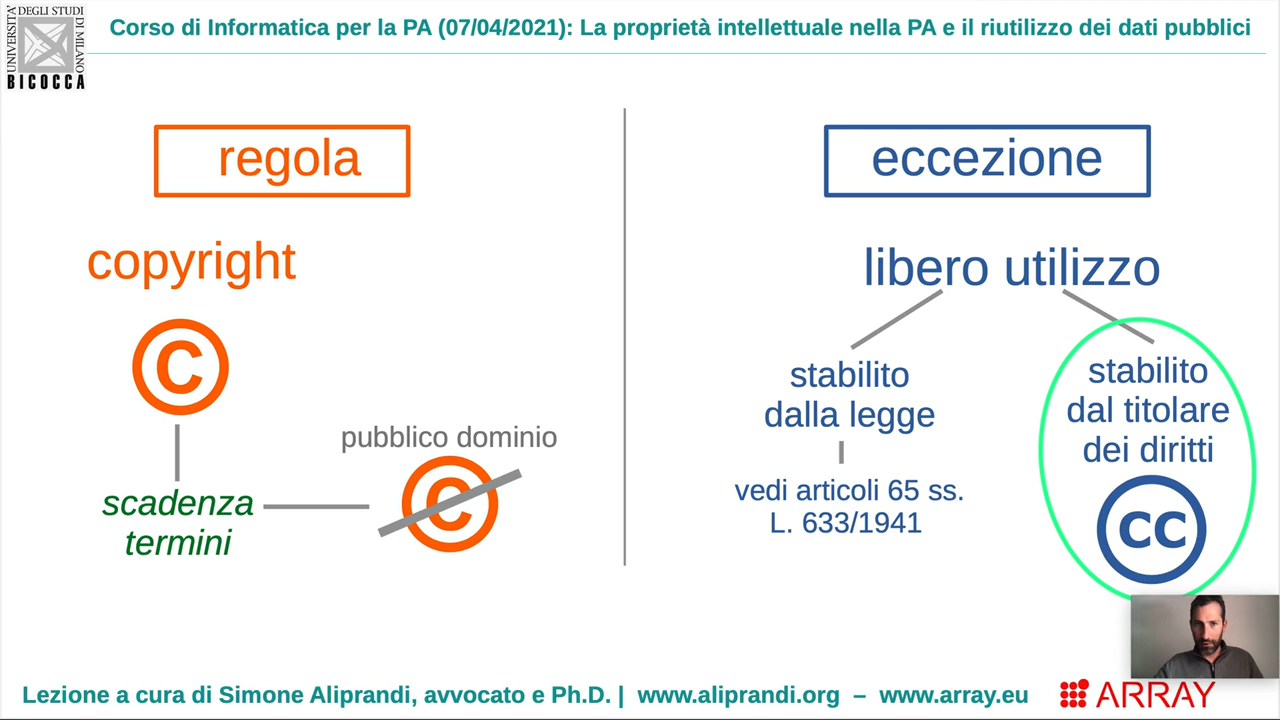 UNIVERSITA'
DEGLI STUDI
DI MILANO
BICOCCA
Corso di Informatica per la PA (07/04/2021): La proprietà intellettuale nella PA e il riutilizzo dei dati pubblici
regola
copyright
C
scadenza
termini
pubblico dominio
C
eccezione
libero utilizzo
stabilito
dalla legge
vedi articoli 65 ss.
L. 633/1941
stabilito
dal titolare
dei diritti
cc
Lezione a cura di Simone Aliprandi, avvocato e Ph.D. | www.aliprandi.org – www.array.eu
ARRAY